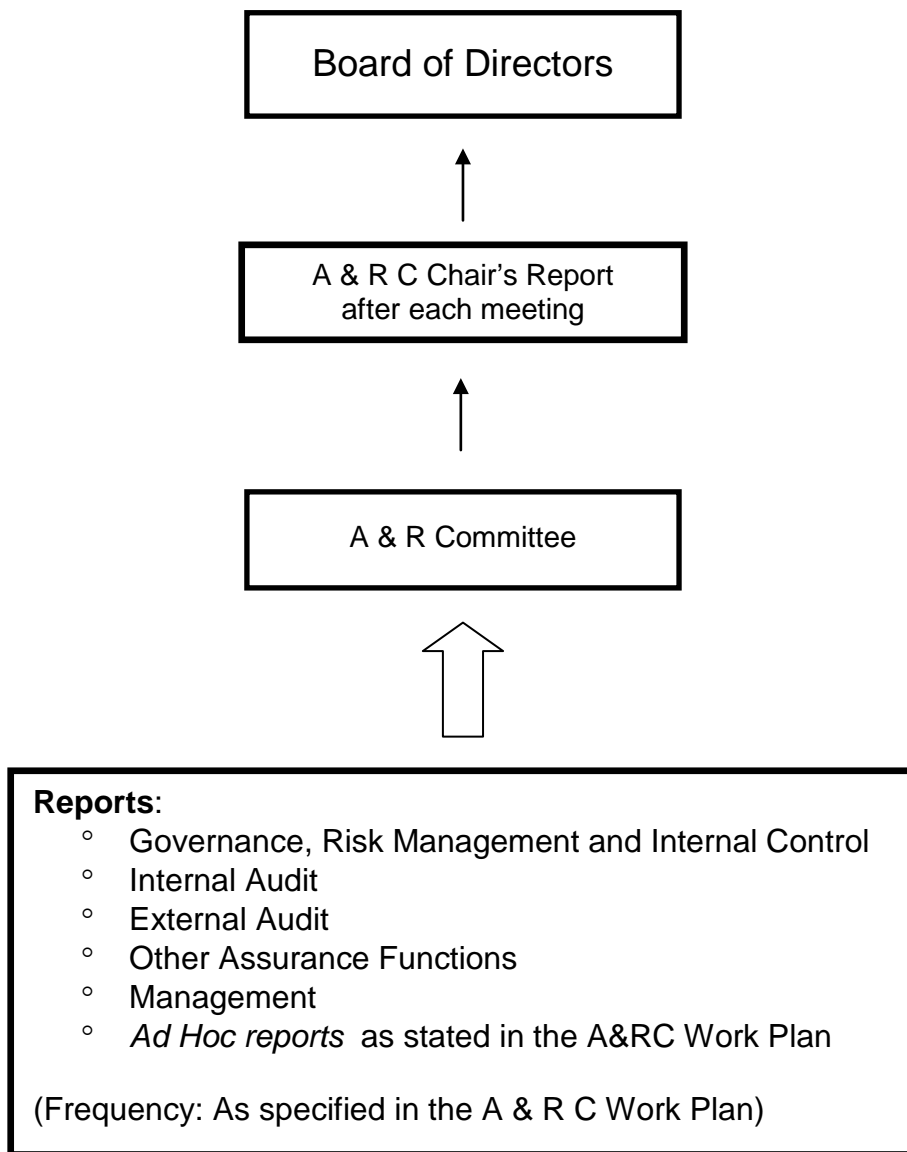 Board of Directors
A & R C Chair’s Report
after each meeting
A & R Committee
Reports:
° Governance, Risk Management and Internal Control
° Internal Audit
° External Audit
° Other Assurance Functions
° Management
° Ad Hoc reports as stated in the A&RC Work Plan
(Frequency: As specified in the A & R C Work Plan)